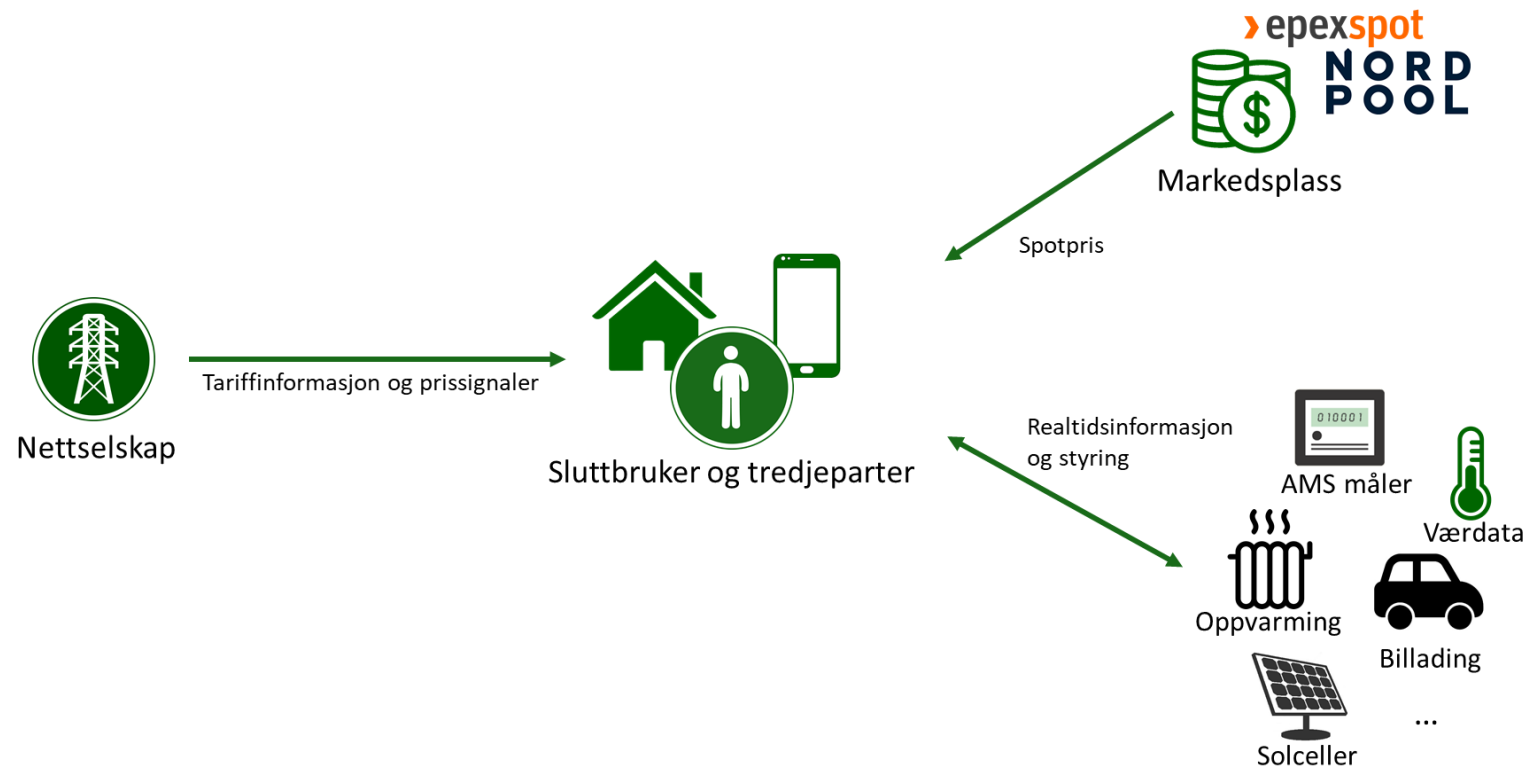 epexspot
NORD
POOL
$
Markedsplass
Spotpris
Tariffinformasjon og prissignaler
Nettselskap
Sluttbruker og tredjeparter
Realtidsinformasjon
og styring
010001
AMS måler
Værdata
Oppvarming
Billading
Solceller
...